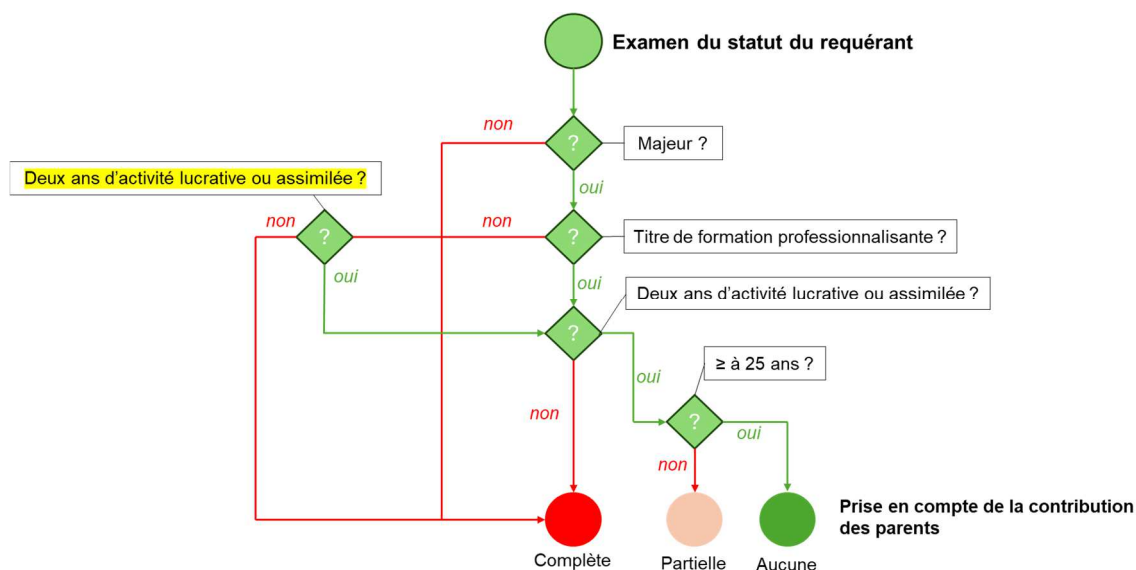 Examen du statut du requérant
non
?
Majeur ?
oui
Deux ans d'activité lucrative ou assimilée ?
non
?
non
?
Titre de formation professionnalisante ?
oui
oui
Deux ans d'activité lucrative ou assimilée ?
?
≥ à 25 ans ?
oui
non
?
oui
non
Prise en compte de la contribution
des parents
Complète
Partielle
Aucune